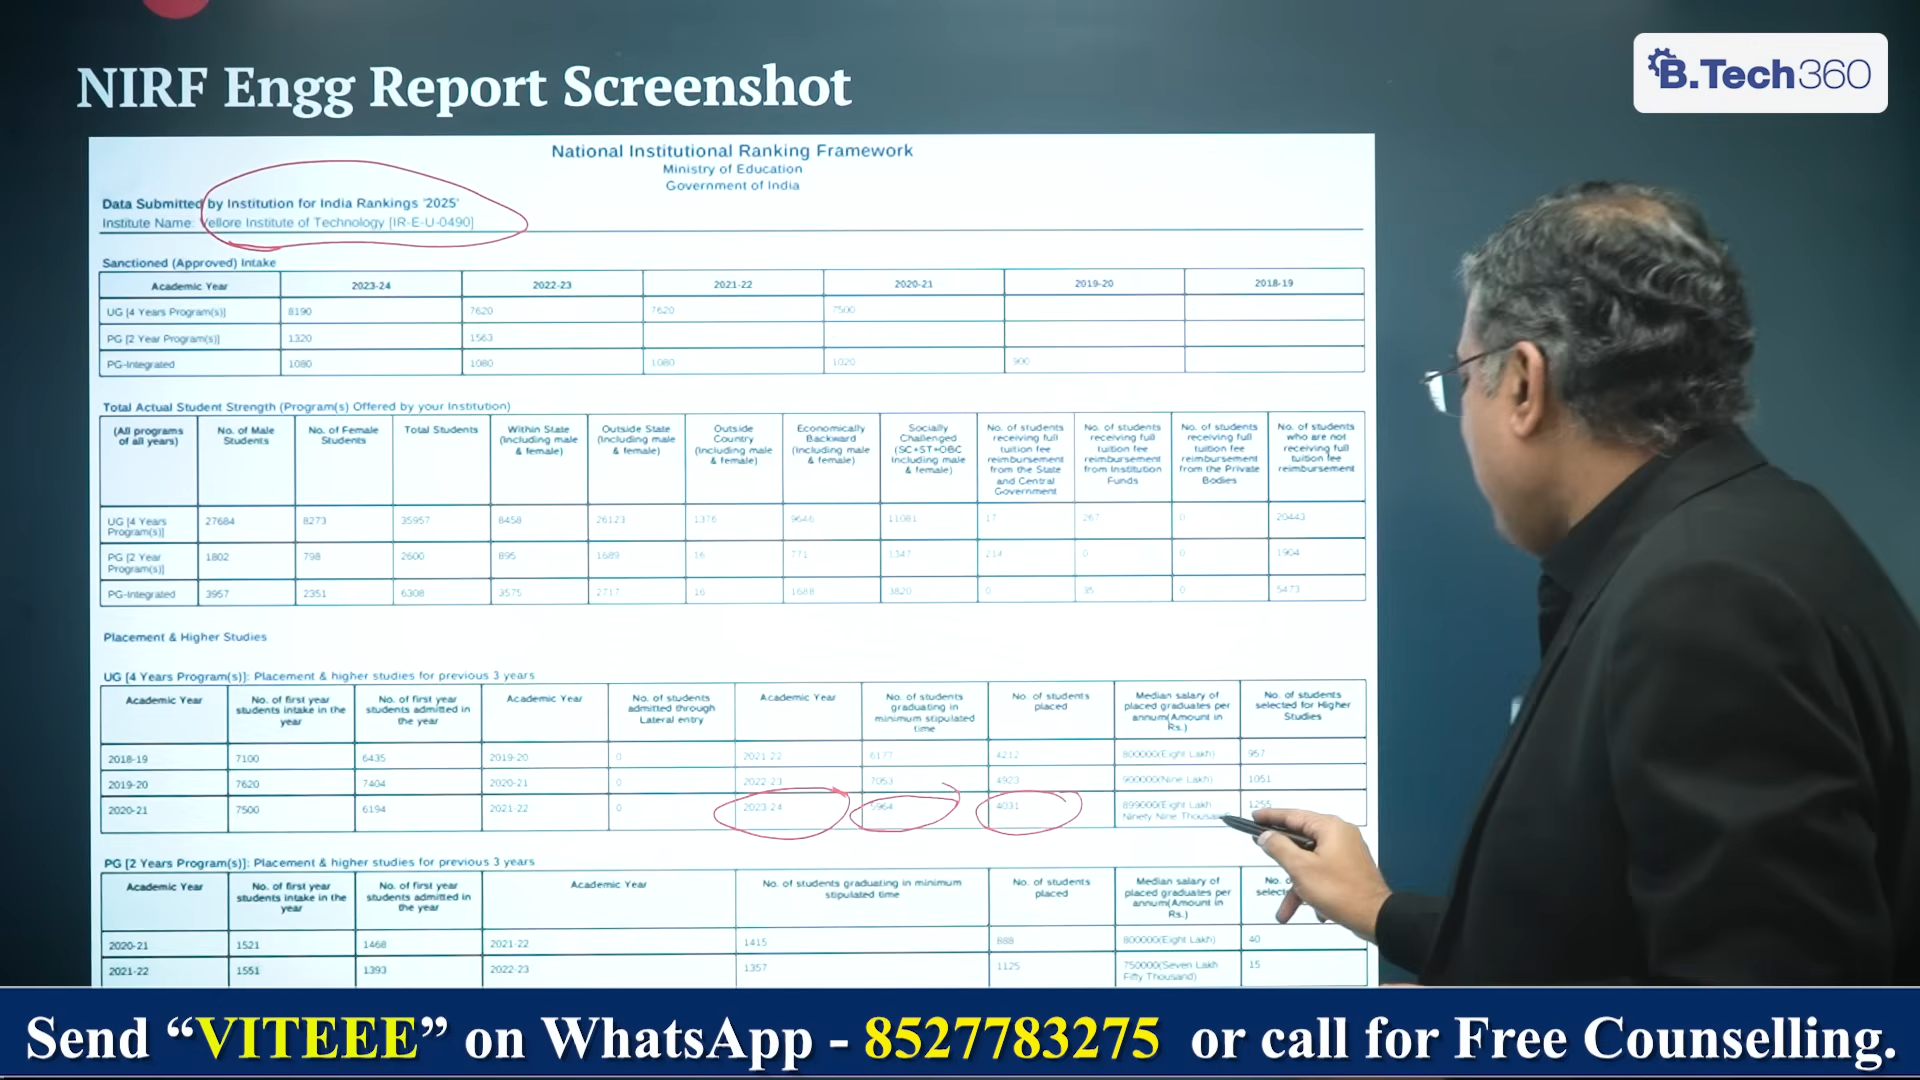 NIRF Engg Report Screenshot
B.Tech360
National Institutional Ranking Framework
Ministry of Education
Government of India
Data Submitted by Institution for India Rankings '2025'
Institute Name: Vellore Institute of Technology [IR-E-U-0490]
Sanctioned (Approved) Intake
Academic Year 2023-24 2022-23 2021-22 2020-21 2019-20 2018-19
UG [4 Years Program(s)] 8190 7620 7620 7500
PG [2 Year Program(s)] 1320 1563
PG-Integrated 1080 1080 1080 1020 900
Total Actual Student Strength (Program(s) Offered by your Institution)
(All programs of all years) No. of Male Students No. of Female Students Total Students Within State (Including male & female) Outside State (Including male & female) Outside Country (Including male & female) Economically Backward (Including male & female) Socially Challenged (SC+ST+OBC Including male & female) No. of students receiving full tuition fee reimbursement from the State and Central Government No. of students receiving full tuition fee reimbursement from Institution Funds No. of students receiving full tuition fee reimbursement from the Private Bodies No. of students who are not receiving full tuition fee reimbursement
UG [4 Years Program(s)] 27684 8273 35957 8458 26123 1376 9646 11081 17 267 0 20443
PG [2 Year Program(s)] 1802 798 2600 895 1689 16 771 1347 214 0 0 1904
PG-Integrated 3957 2351 6308 3575 2717 16 1688 3820 0 35 0 5473
Placement & Higher Studies
UG [4 Years Program(s)]: Placement & higher studies for previous 3 years
Academic Year No. of first year students intake in the year No. of first year students admitted in the year Academic Year No. of students admitted through Lateral entry Academic Year No. of students graduating in minimum stipulated time No. of students placed Median salary of placed graduates per annum(Amount in Rs.) No. of students selected for Higher Studies
2018-19 7100 6435 2019-20 0 2021-22 6177 4212 800000(Eight Lakh) 957
2019-20 7620 7404 2020-21 0 2022-23 7053 4923 900000(Nine Lakh) 1051
2020-21 7500 6194 2021-22 0 2023-24 5964 4031 899000(Eight Lakh Ninety Nine Thousand) 1255
PG [2 Years Program(s)]: Placement & higher studies for previous 3 years
Academic Year No. of first year students intake in the year No. of first year students admitted in the year Academic Year No. of students graduating in minimum stipulated time No. of students placed Median salary of placed graduates per annum(Amount in Rs.) No.
2020-21 1521 1468 2021-22 1415 888 800000(Eight Lakh) 40
2021-22 1551 1393 2022-23 1357 1125 750000(Seven Lakh Fifty Thousand) 15
Send “VITEEE” on WhatsApp - 8527783275 or call for Free Counselling.